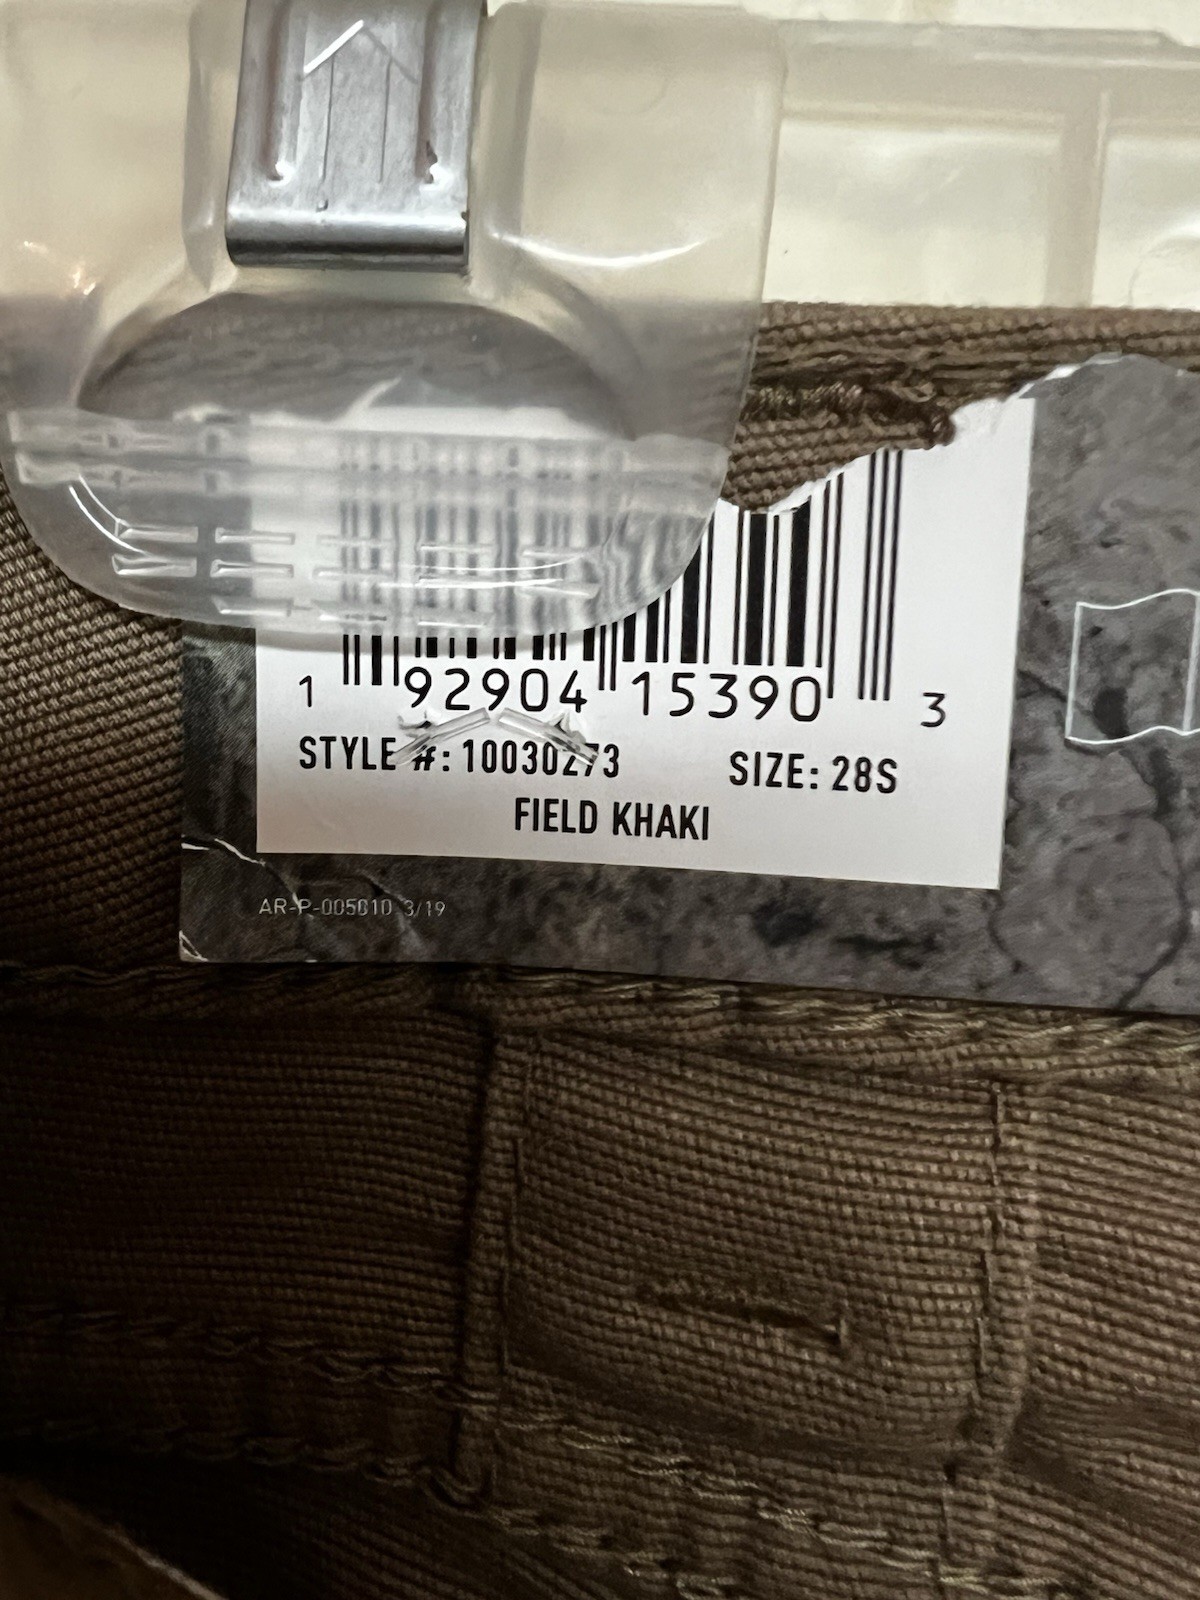 1 92904 15390 3
STYLE #: 10030273 SIZE: 28S
FIELD KHAKI
AR-P-005010 3/19